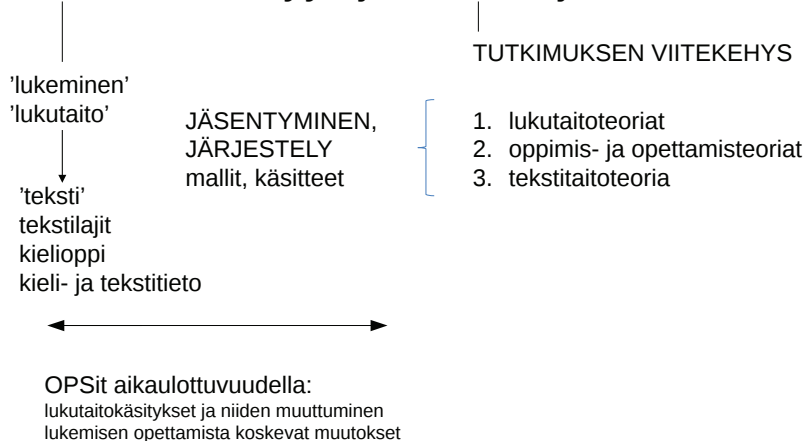 TUTKIMUKSEN VIITEKEHYS
’lukeminen’
’lukutaito’
JÄSENTYMINEN,
JÄRJESTELY
mallit, käsitteet
1. lukutaitoteoriat
2. oppimis- ja opettamisteoriat
3. tekstitaitoteoria
’teksti’
tekstilajit
kielioppi
kieli- ja tekstitieto
OPSit aikaulottuvuudella:
lukutaitokäsitykset ja niiden muuttuminen
lukemisen opettamista koskevat muutokset